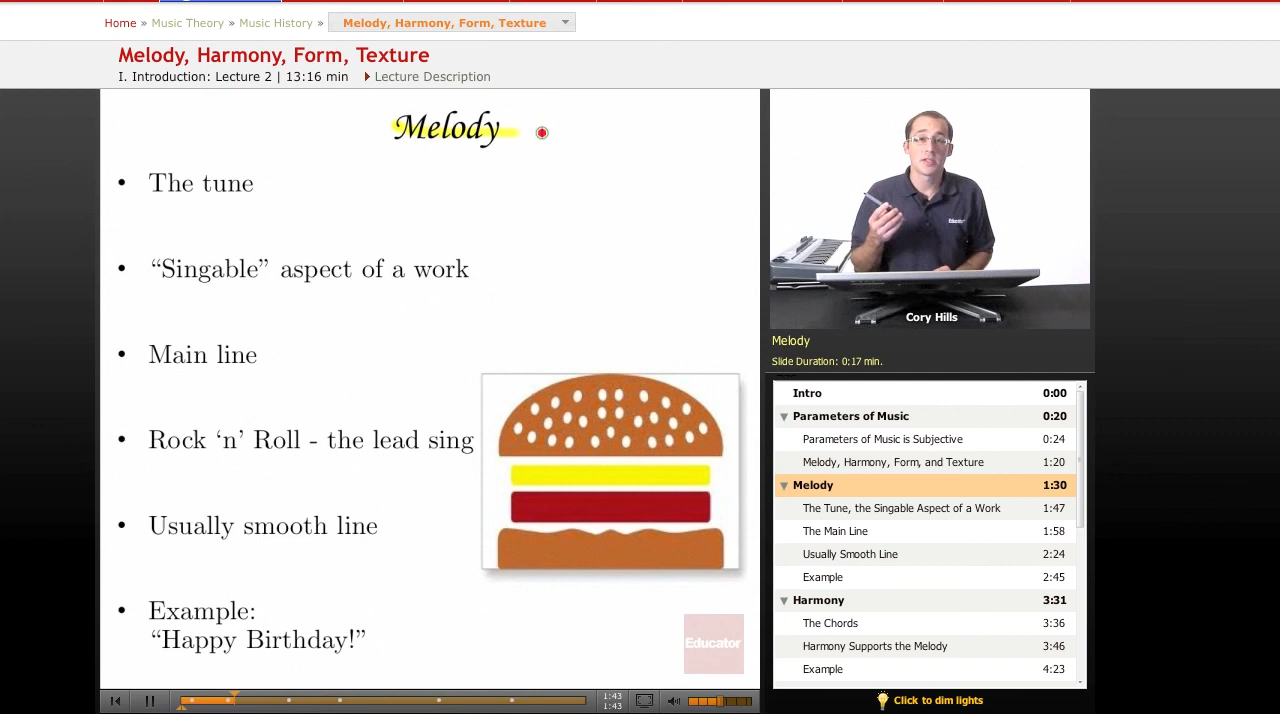 Home » Music Theory » Music History » Melody, Harmony, Form, Texture
Melody, Harmony, Form, Texture
I. Introduction: Lecture 2 | 13:16 min Lecture Description
Melody
• The tune
• “Singable” aspect of a work
• Main line
• Rock ‘n’ Roll - the lead sing
• Usually smooth line
• Example:
“Happy Birthday!”
Educator
1:43
1:43
Cory Hills
Melody
Slide Duration: 0:17 min.
Intro 0:00
Parameters of Music 0:20
Parameters of Music is Subjective 0:24
Melody, Harmony, Form, and Texture 1:20
Melody 1:30
The Tune, the Singable Aspect of a Work 1:47
The Main Line 1:58
Usually Smooth Line 2:24
Example 2:45
Harmony 3:31
The Chords 3:36
Harmony Supports the Melody 3:46
Example 4:23
Click to dim lights